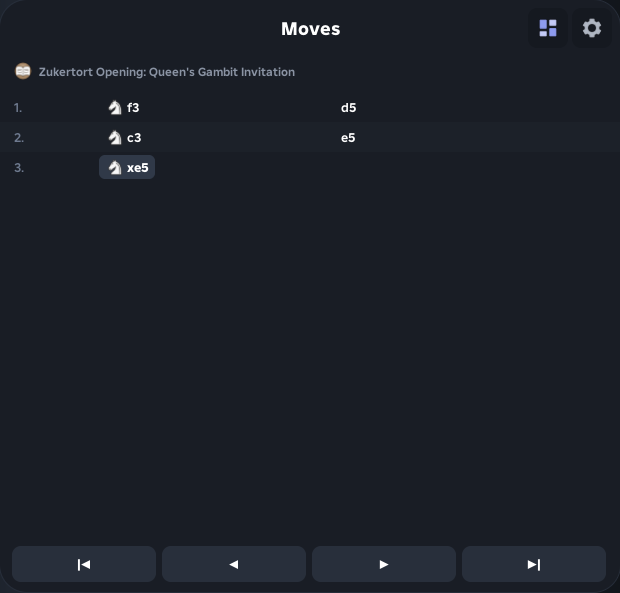 Moves
Zukertort Opening: Queen's Gambit Invitation
1. f3 d5
2. c3 e5
3. xe5